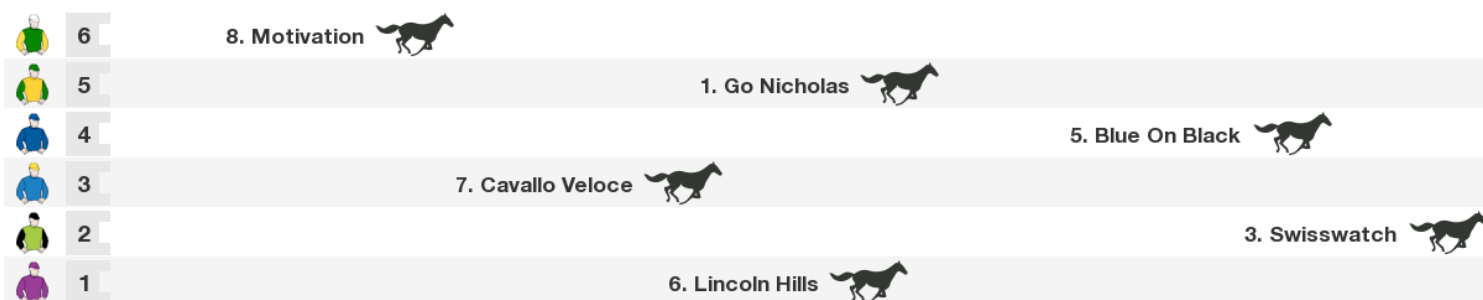 6 8. Motivation
5 1. Go Nicholas
4 5. Blue On Black
3 7. Cavallo Veloce
2 3. Swisswatch
1 6. Lincoln Hills